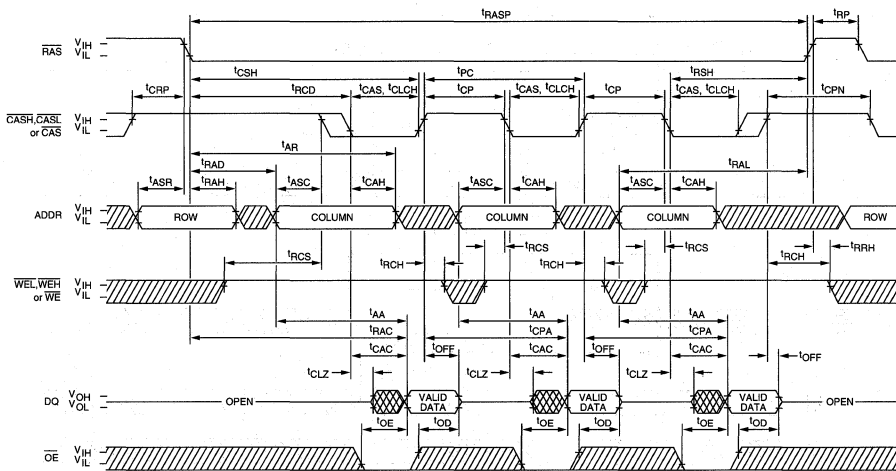 tRASP tRP
RAS VIH
VIL
tCSH tPC tRSH
tCRP tRCD tCAS, tCLCH tCP tCAS, tCLCH tCP tCAS, tCLCH tCPN
CASH,CASL VIH
or CAS VIL
tAR
tRAD tRAL
tASR tRAH tASC tCAH tASC tCAH tASC tCAH
ADDR VIH
VIL ROW COLUMN COLUMN COLUMN ROW
tRCS tRCH tRCS tRCH tRCS tRCH tRRH
WEL,WEH VIH
or WE VIL
tAA tAA tAA
tRAC tCPA tCPA
tCAC tOFF tCAC tOFF tCAC tOFF
tCLZ tCLZ tCLZ
DQ VOH
VOL OPEN VALID DATA VALID DATA VALID DATA OPEN
tOE tOD tOE tOD tOE tOD
OE VIH
VIL